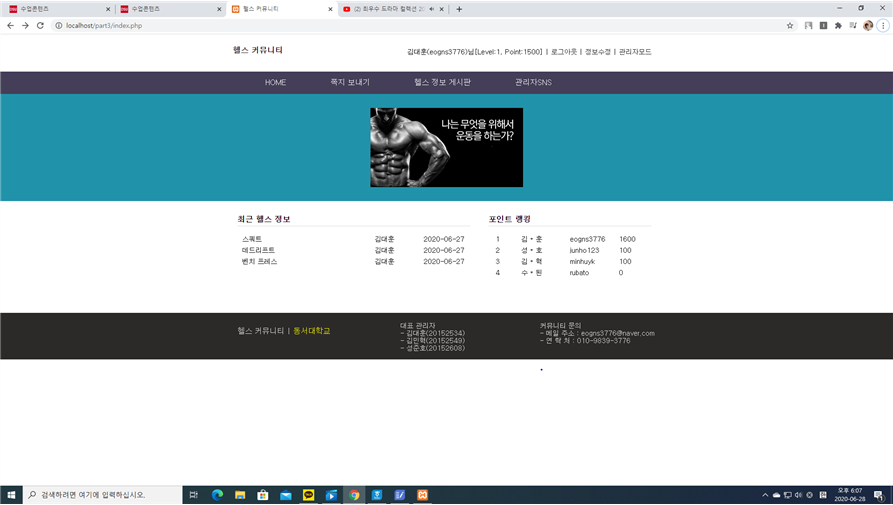 수업콘텐츠
수업콘텐츠
헬스 커뮤니티
(2) 최우수 드라마 컬렉션
localhost/part3/index.php
헬스 커뮤니티
김대훈(eogns3776)님[Level:1, Point:1500] | 로그아웃 | 정보수정 | 관리자모드
HOME 쪽지 보내기 헬스 정보 게시판 관리자SNS
나는 무엇을 위해서
운동을 하는가?
최근 헬스 정보
스쿼트 김대훈 2020-06-27
데드리프트 김대훈 2020-06-27
벤치 프레스 김대훈 2020-06-27
포인트 랭킹
1 김 * 훈 eogns3776 1600
2 성 * 호 junho123 100
3 김 * 혁 minhuyk 100
4 수 * 된 rubato 0
헬스 커뮤니티 | 동서대학교
대표 관리자
- 김대훈(20152534)
- 김민혁(20152549)
- 성준호(20152608)
커뮤니티 문의
- 메일 주소 : eogns3776@naver.com
- 연 락 처 : 010-9839-3776
검색하려면 여기에 입력하십시오.
오후 6:07
2020-06-28